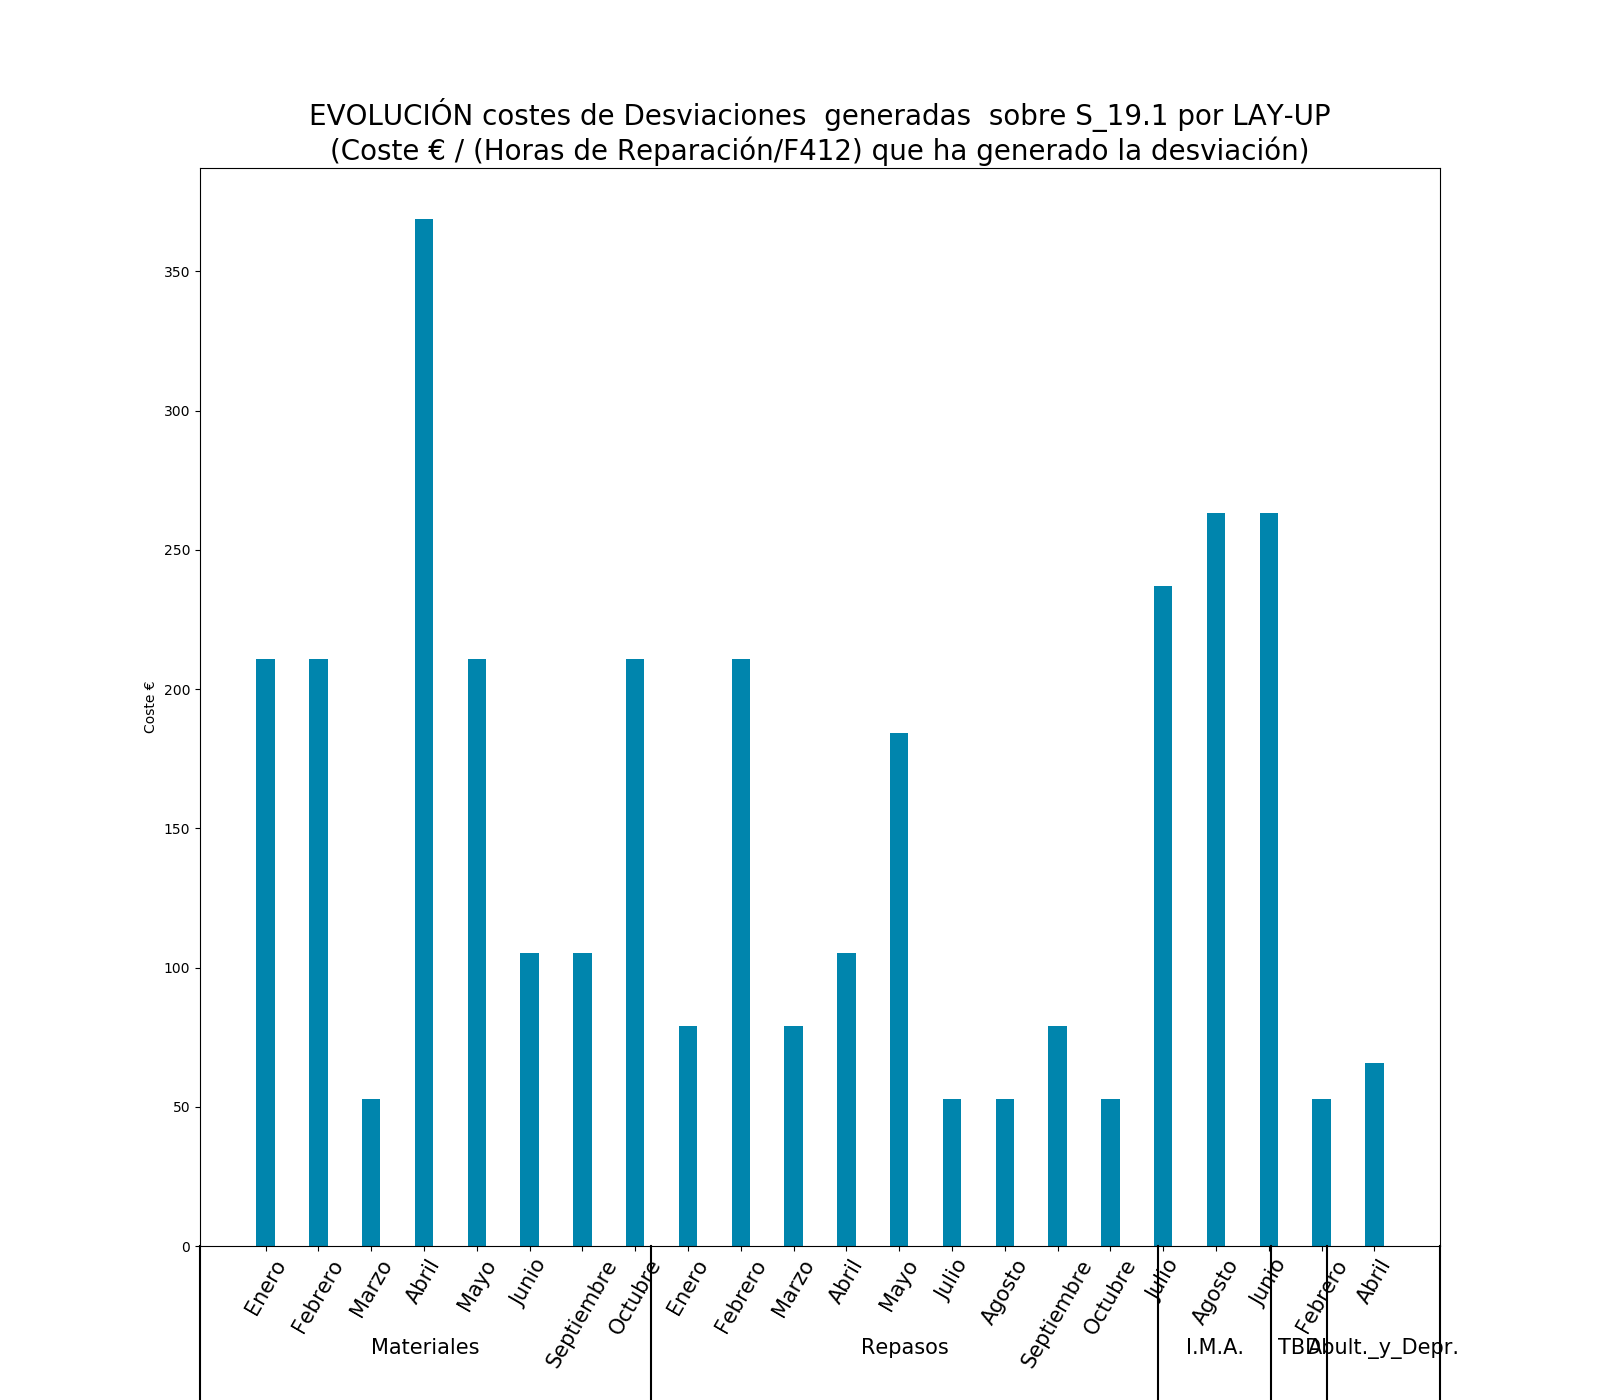 EVOLUCIÓN costes de Desviaciones  generadas  sobre S_19.1 por LAY-UP
(Coste € / (Horas de Reparación/F412) que ha generado la desviación)
350
300
250
200
150
100
50
0
Coste €
Enero Febrero Marzo Abril Mayo Junio Septiembre Octubre Enero Febrero Marzo Abril Mayo Julio Agosto Septiembre Octubre Julio Agosto Junio Febrero Abril
Materiales Repasos I.M.A. TBD Abult._y_Depr.